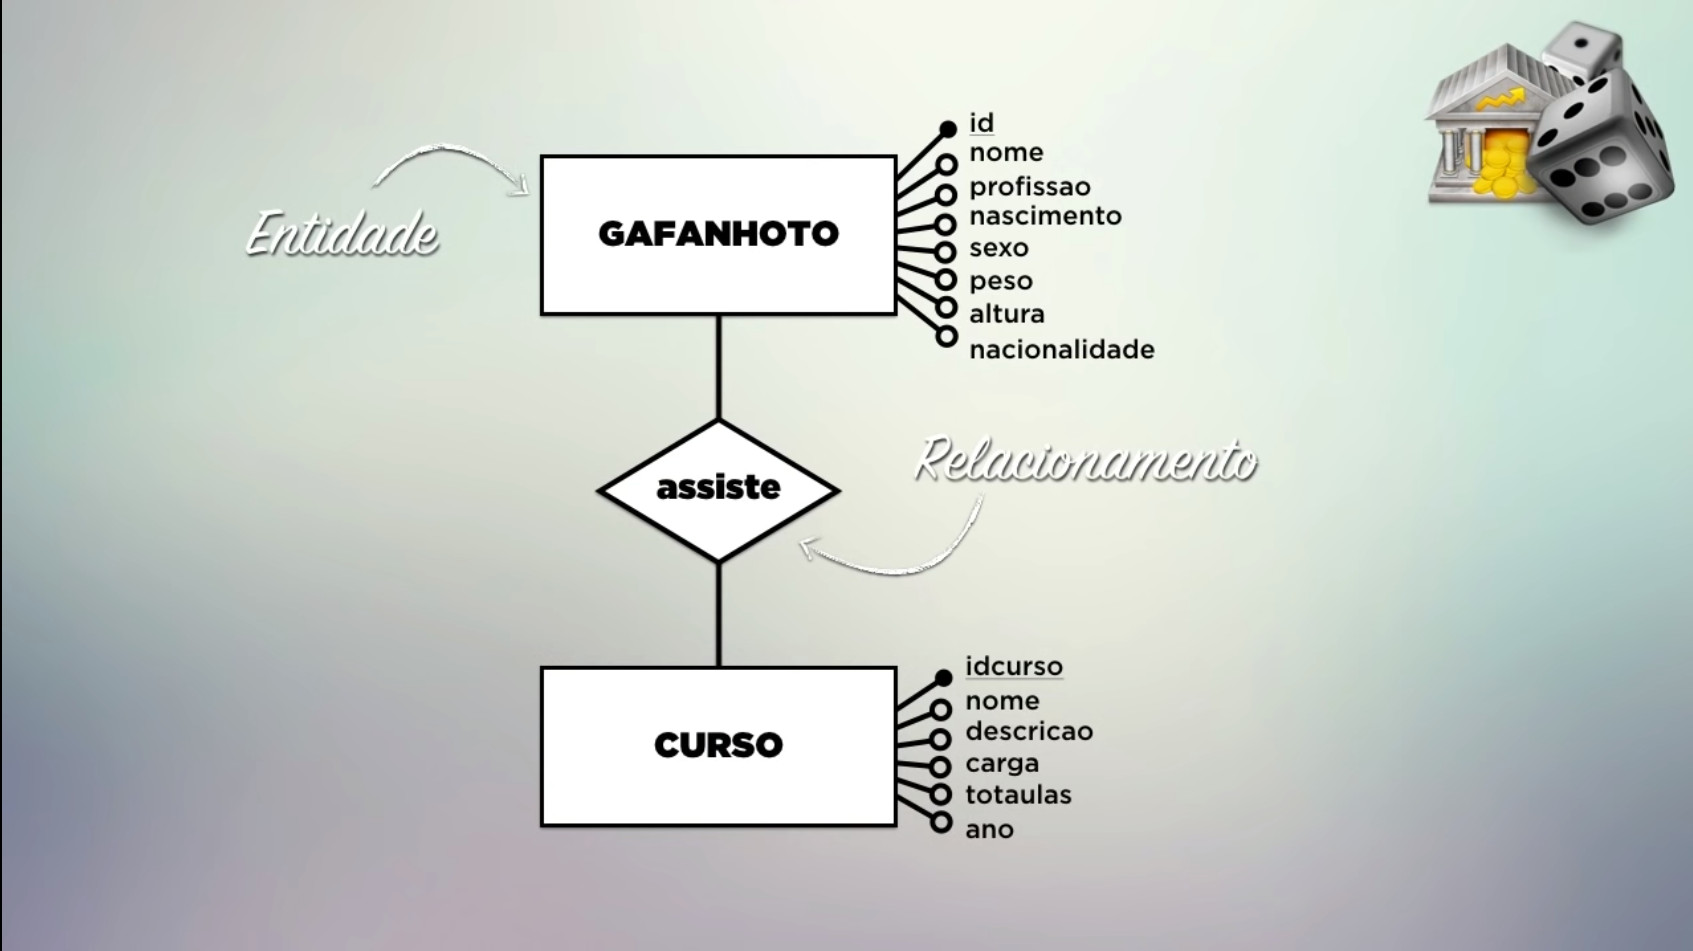 id
nome
profissao
nascimento
sexo
peso
altura
nacionalidade
Entidade
GAFANHOTO
Relacionamento
assiste
idcurso
nome
descricao
carga
totaulas
ano
CURSO